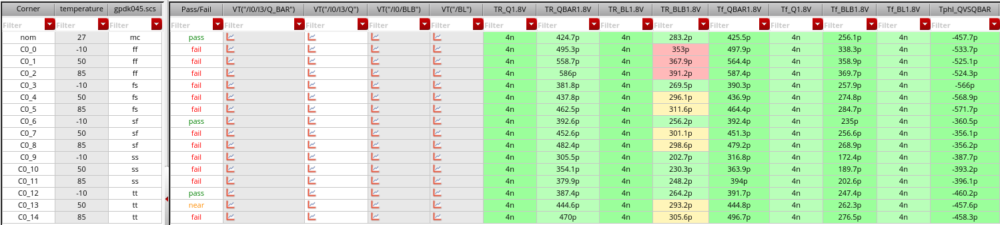 Corner temperature gpdk045.scs Pass/Fail VT("/I0/I3/Q_BAR") VT("/I0/I3/Q") VT("/I0/BLB") VT("/BL") TR_Q1.8V TR_QBAR1.8V TR_BL1.8V TR_BLB1.8V Tf_QBAR1.8V Tf_Q1.8V Tf_BLB1.8V Tf_BL1.8V Tphl_QVSQBAR
Filter Filter Filter Filter Filter Filter Filter Filter Filter Filter Filter Filter Filter Filter Filter Filter Filter
nom 27 mc pass 4n 424.7p 4n 283.2p 425.5p 4n 256.1p 4n -457.7p
C0_0 -10 ff fail 4n 495.3p 4n 353p 497.9p 4n 338.3p 4n -533.7p
C0_1 50 ff fail 4n 558.7p 4n 367.9p 564.4p 4n 358.9p 4n -525.1p
C0_2 85 ff fail 4n 586p 4n 391.2p 587.4p 4n 369.7p 4n -524.3p
C0_3 -10 fs fail 4n 381.8p 4n 269.5p 390.3p 4n 257.9p 4n -566p
C0_4 50 fs fail 4n 437.8p 4n 296.1p 436.9p 4n 274.8p 4n -568.9p
C0_5 85 fs fail 4n 462.5p 4n 311.6p 464.4p 4n 284.7p 4n -571.7p
C0_6 -10 sf pass 4n 392.6p 4n 256.2p 392.4p 4n 235p 4n -360.5p
C0_7 50 sf fail 4n 452.6p 4n 301.1p 451.3p 4n 256.6p 4n -356.1p
C0_8 85 sf fail 4n 482.4p 4n 298.6p 479.2p 4n 268.9p 4n -356.2p
C0_9 -10 ss fail 4n 305.5p 4n 202.7p 316.8p 4n 172.4p 4n -387.7p
C0_10 50 ss fail 4n 354.1p 4n 230.3p 363.9p 4n 189.7p 4n -393.2p
C0_11 85 ss fail 4n 379.9p 4n 248.2p 394p 4n 202.6p 4n -396.1p
C0_12 -10 tt pass 4n 387.4p 4n 264.2p 391.7p 4n 247.4p 4n -460.2p
C0_13 50 tt near 4n 444.6p 4n 293.2p 444.8p 4n 262.3p 4n -457.6p
C0_14 85 tt fail 4n 470p 4n 305.6p 496.7p 4n 276.5p 4n -458.3p